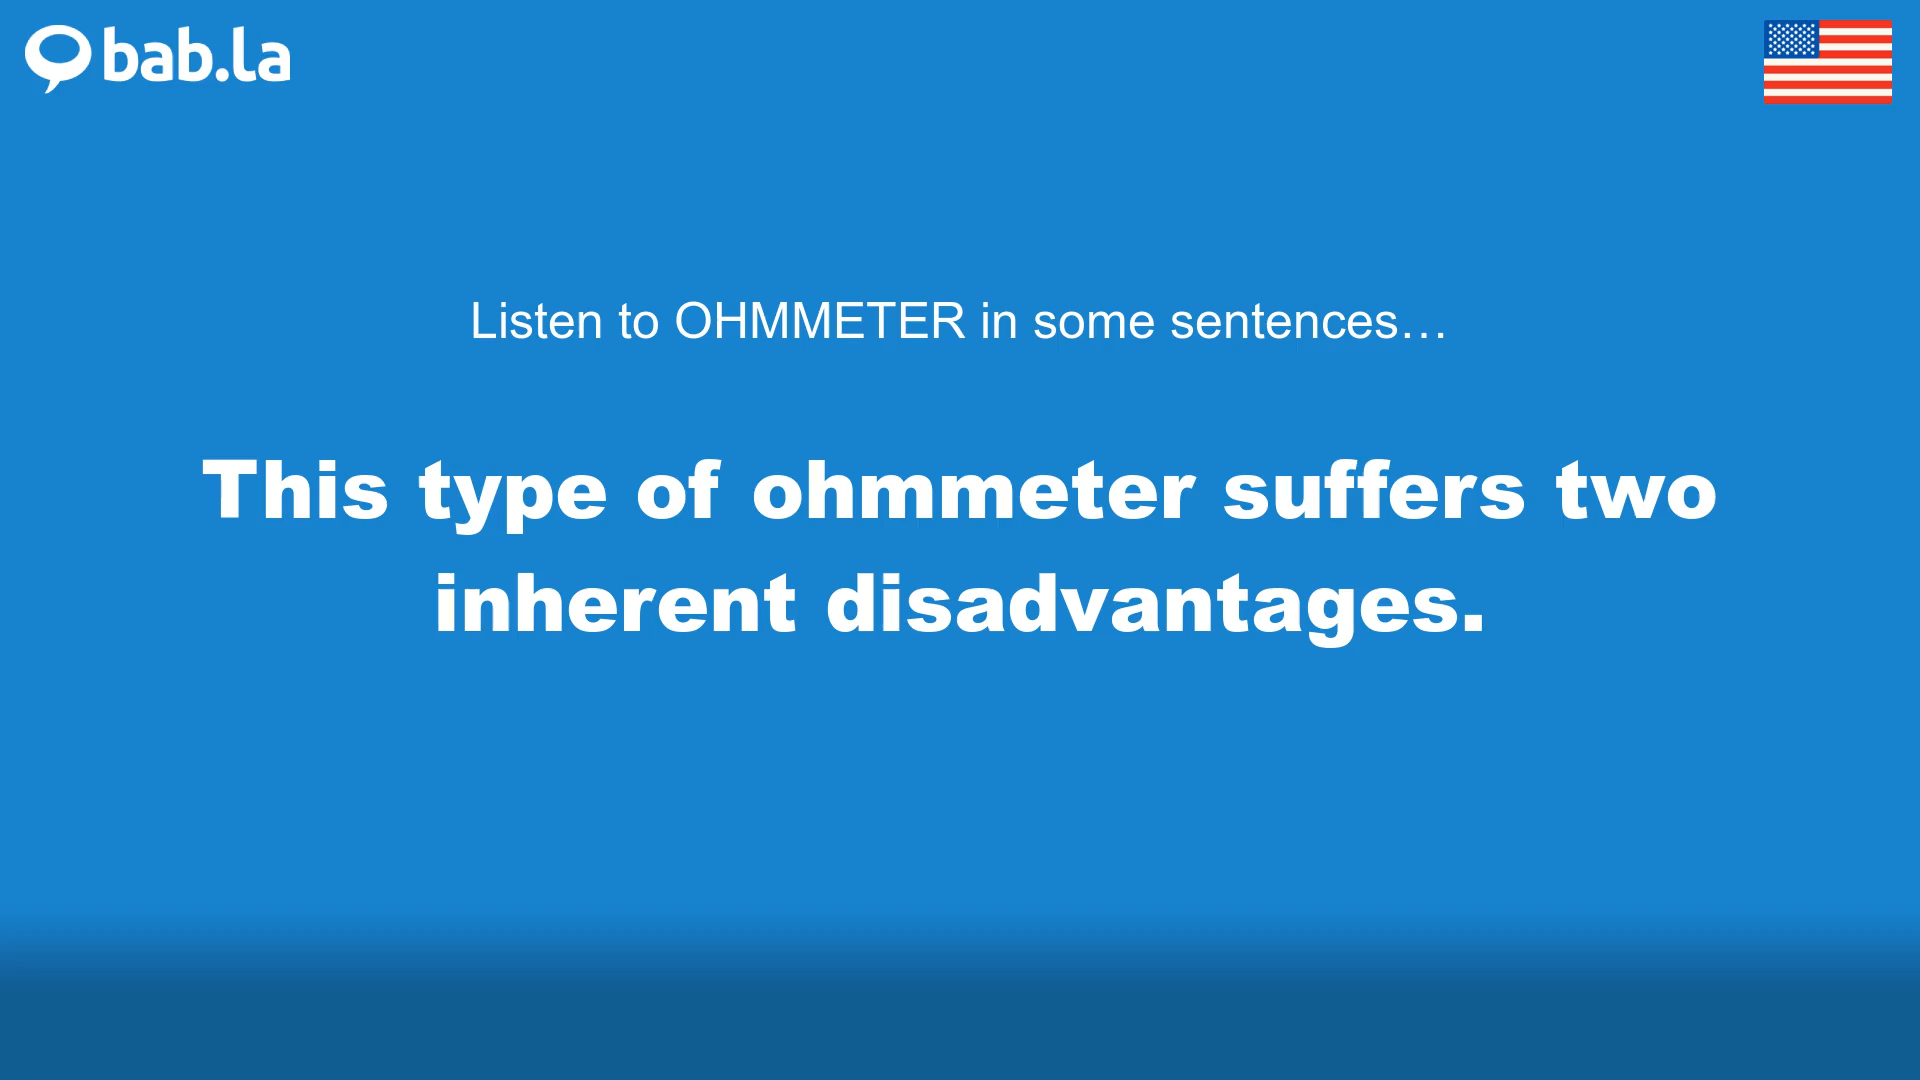 bab.la
Listen to OHMMETER in some sentences…
This type of ohmmeter suffers two
inherent disadvantages.